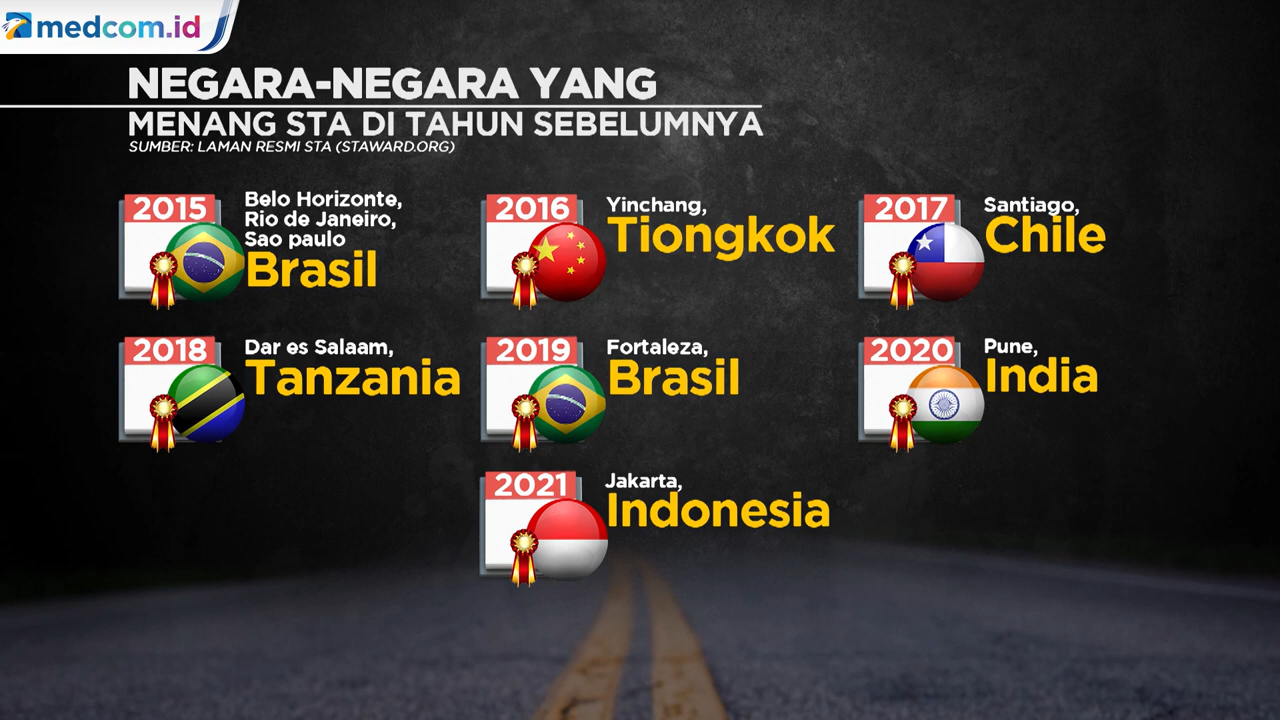 medcom.id
NEGARA-NEGARA YANG
MENANG STA DI TAHUN SEBELUMNYA
SUMBER: LAMAN RESMI STA (STAWARD.ORG)
2015
Belo Horizonte,
Rio de Janeiro,
Sao paulo
Brasil
2016
Yinchang,
Tiongkok
2017
Santiago,
Chile
2018
Dar es Salaam,
Tanzania
2019
Fortaleza,
Brasil
2020
Pune,
India
2021
Jakarta,
Indonesia